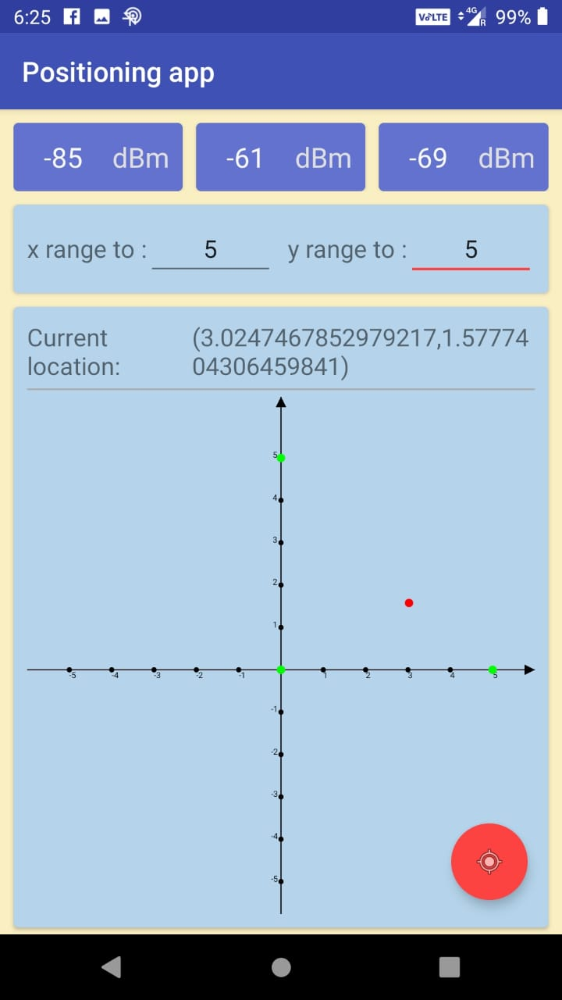 6:25 VoLTE 4G R 99%
Positioning app
-85 dBm -61 dBm -69 dBm
x range to : 5 y range to : 5
Current (3.0247467852979217,1.57774
location: 04306459841)
5
4
3
2
1
-5 -4 -3 -2 -1 1 2 3 4 5
-1
-2
-3
-4
-5